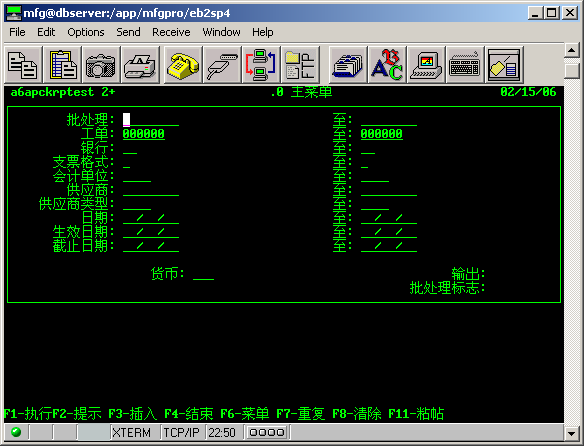 mfg@dbserver:/app/mfgpro/eb2sp4
File Edit Options Send Receive Window Help
a6apckrptest 2+ .0 主菜单 02/15/06
批处理: 至:
工单: 000000 至: 000000
银行: 至:
支票格式: 至:
会计单位: 至:
供应商: 至:
供应商类型: 至:
日期: / / 至: / /
生效日期: / / 至: / /
截止日期: / / 至: / /
货币: 输出:
批处理标志:
F1-执行F2-提示 F3-插入 F4-结束 F6-菜单 F7-重复 F8-清除 F11-粘帖
XTERM TCP/IP 22:50